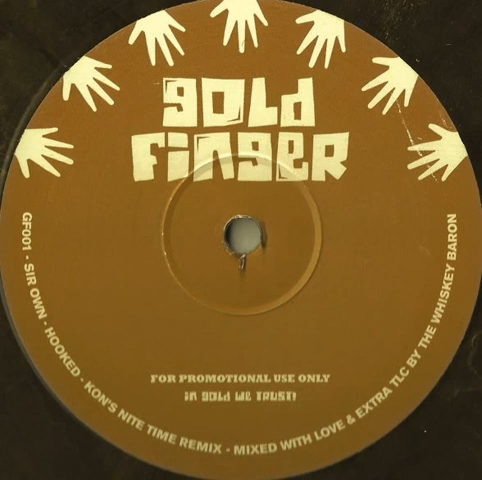 gold
finger
FOR PROMOTIONAL USE ONLY
in gold we trust!
GF001 - SIR OWN - HOOKED - KON'S NITE TIME REMIX - MIXED WITH LOVE & EXTRA TLC BY THE WHISKEY BARON